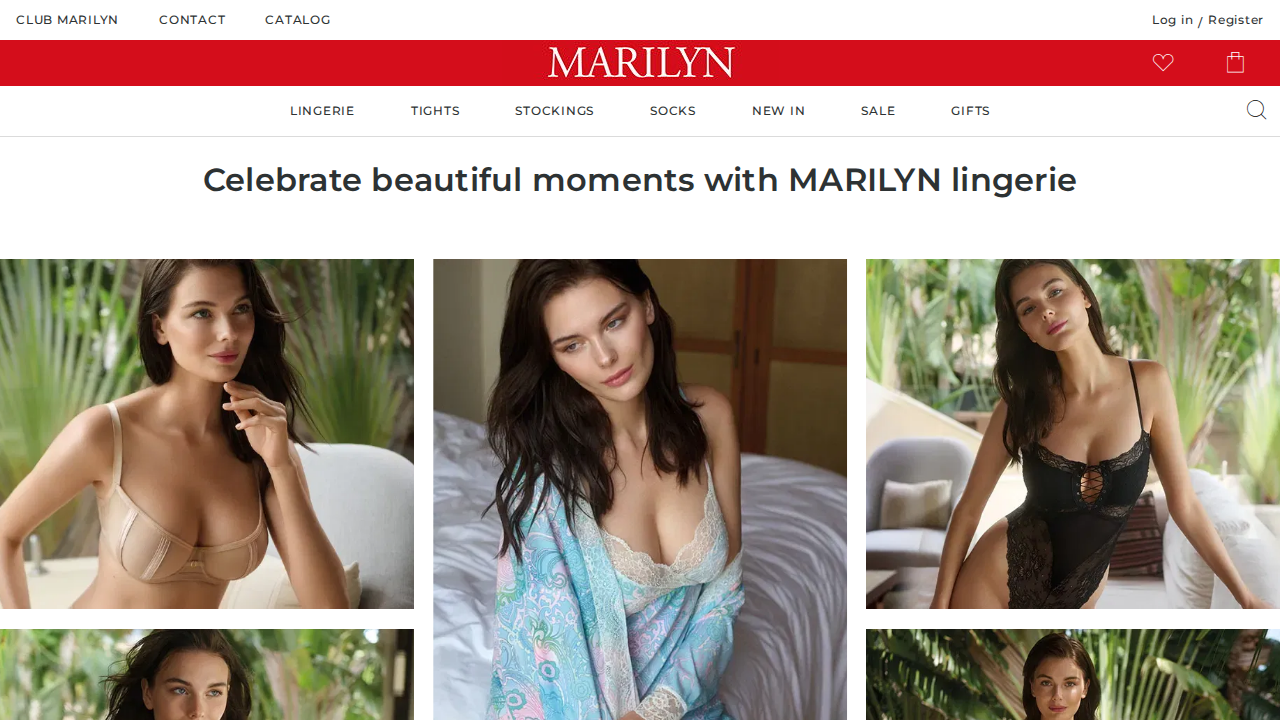 CLUB MARILYN CONTACT CATALOG Log in / Register
MARILYN
LINGERIE TIGHTS STOCKINGS SOCKS NEW IN SALE GIFTS
Celebrate beautiful moments with MARILYN lingerie